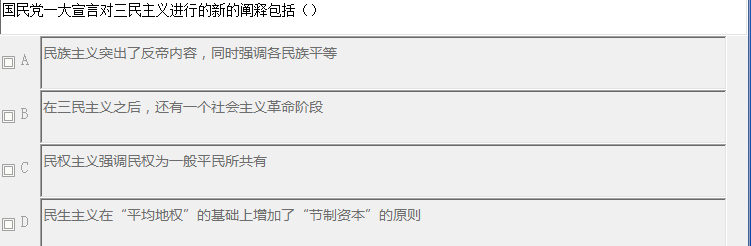 国民党一大宣言对三民主义进行的新的阐释包括（）
A 民族主义突出了反帝内容，同时强调各民族平等
B 在三民主义之后，还有一个社会主义革命阶段
C 民权主义强调民权为一般平民所共有
D 民生主义在“平均地权”的基础上增加了“节制资本”的原则